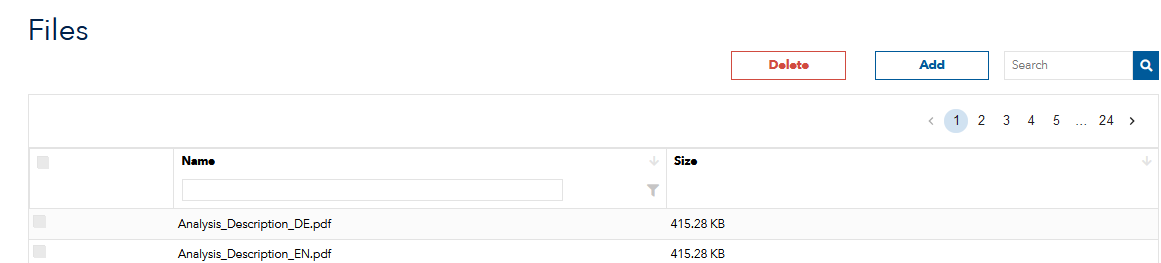 Files
Delete Add Search
1 2 3 4 5 ... 24
Name Size
Analysis_Description_DE.pdf 415.28 KB
Analysis_Description_EN.pdf 415.28 KB